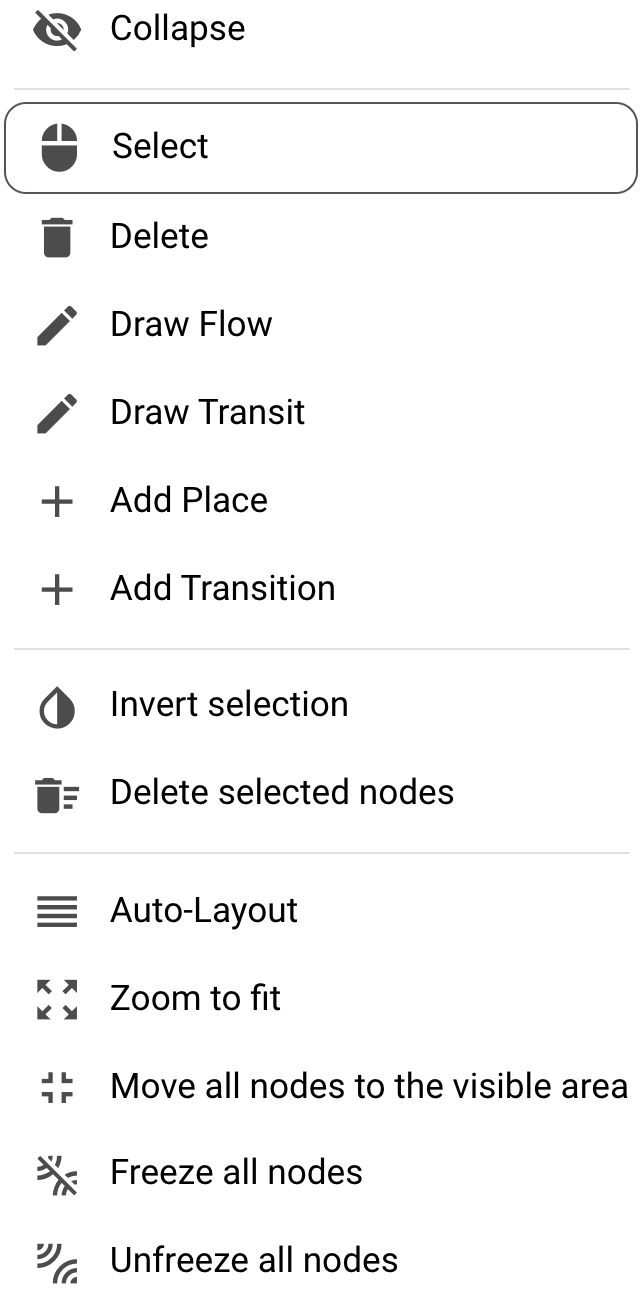 Collapse
Select
Delete
Draw Flow
Draw Transit
Add Place
Add Transition
Invert selection
Delete selected nodes
Auto-Layout
Zoom to fit
Move all nodes to the visible area
Freeze all nodes
Unfreeze all nodes